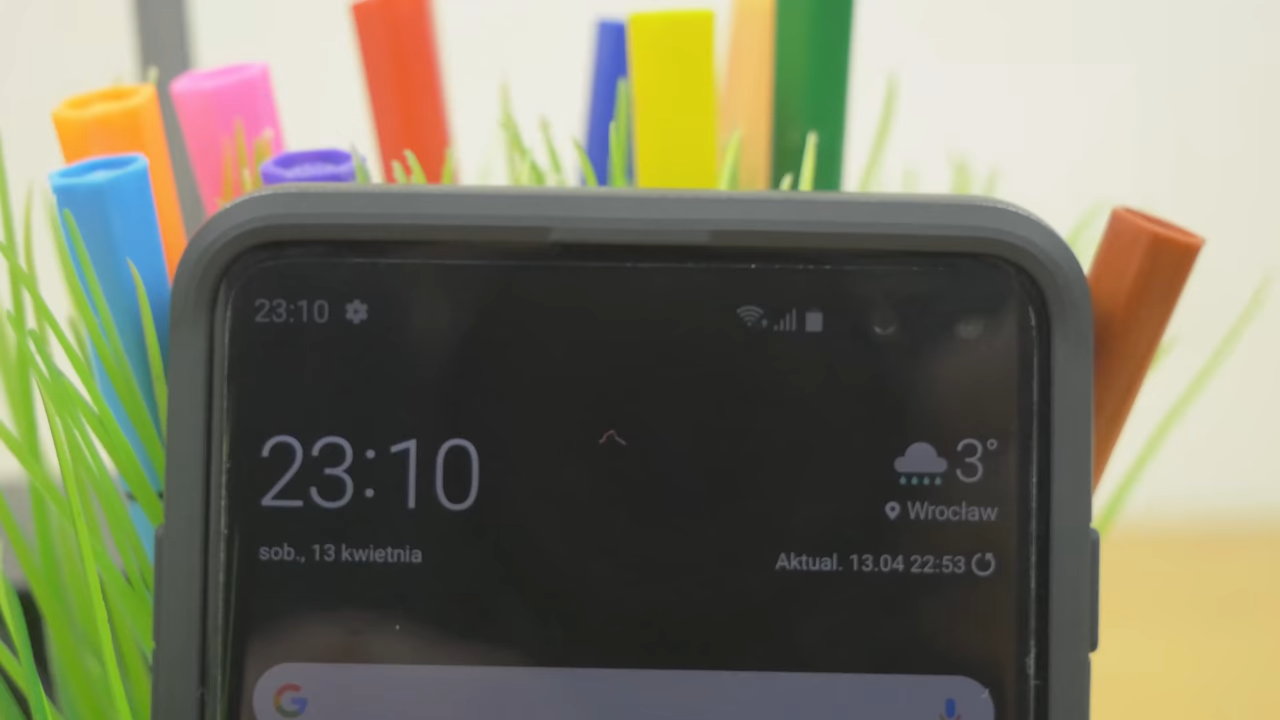 23:10
23:10
3°
Wrocław
sob., 13 kwietnia
Aktual. 13.04 22:53
G